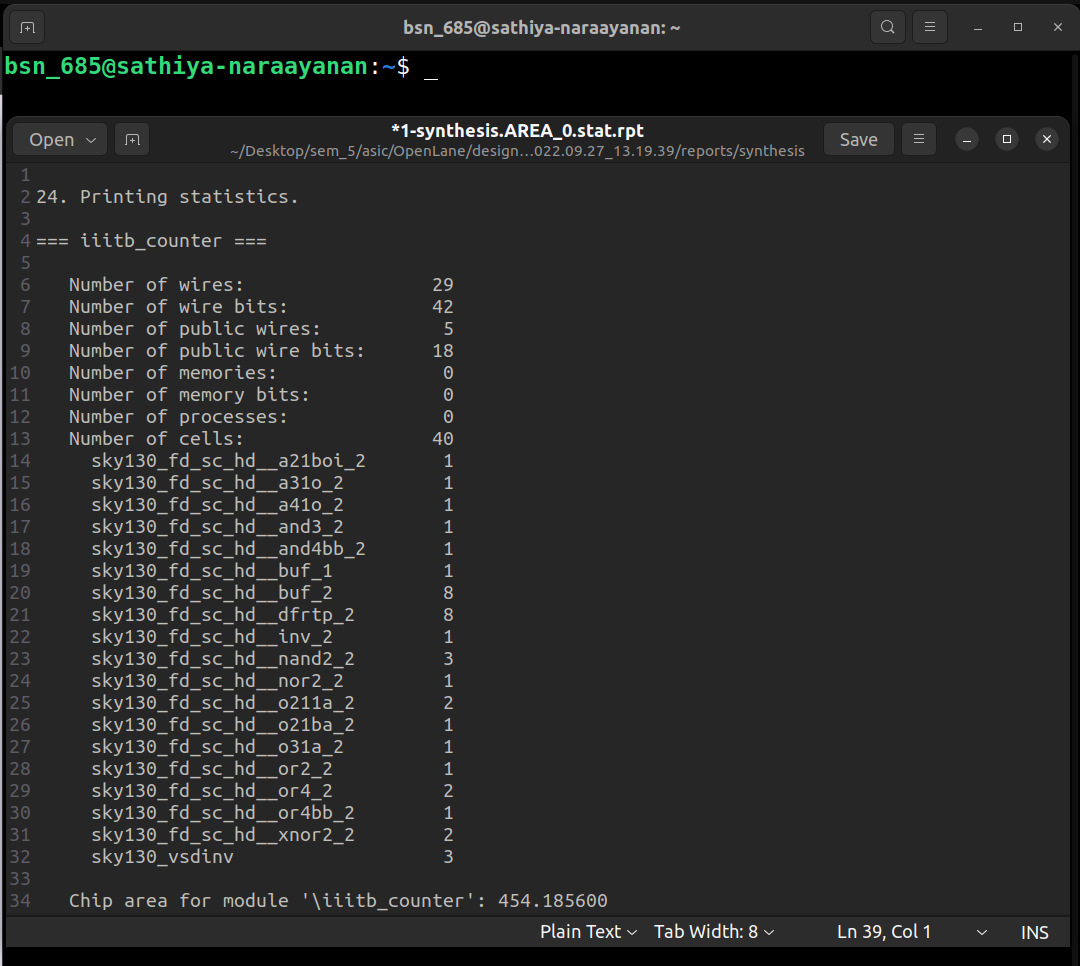 bsn_685@sathiya-naraayanan: ~
bsn_685@sathiya-naraayanan:~$ _
Open
*1-synthesis.AREA_0.stat.rpt
~/Desktop/sem_5/asic/OpenLane/design…022.09.27_13.19.39/reports/synthesis
Save
1
2 24. Printing statistics.
3
4 === iiitb_counter ===
5
6 Number of wires: 29
7 Number of wire bits: 42
8 Number of public wires: 5
9 Number of public wire bits: 18
10 Number of memories: 0
11 Number of memory bits: 0
12 Number of processes: 0
13 Number of cells: 40
14 sky130_fd_sc_hd__a21boi_2 1
15 sky130_fd_sc_hd__a31o_2 1
16 sky130_fd_sc_hd__a41o_2 1
17 sky130_fd_sc_hd__and3_2 1
18 sky130_fd_sc_hd__and4bb_2 1
19 sky130_fd_sc_hd__buf_1 1
20 sky130_fd_sc_hd__buf_2 8
21 sky130_fd_sc_hd__dfrtp_2 8
22 sky130_fd_sc_hd__inv_2 1
23 sky130_fd_sc_hd__nand2_2 3
24 sky130_fd_sc_hd__nor2_2 1
25 sky130_fd_sc_hd__o211a_2 2
26 sky130_fd_sc_hd__o21ba_2 1
27 sky130_fd_sc_hd__o31a_2 1
28 sky130_fd_sc_hd__or2_2 1
29 sky130_fd_sc_hd__or4_2 2
30 sky130_fd_sc_hd__or4bb_2 1
31 sky130_fd_sc_hd__xnor2_2 2
32 sky130_vsdinv 3
33
34 Chip area for module '\iiitb_counter': 454.185600
Plain Text Tab Width: 8 Ln 39, Col 1 INS